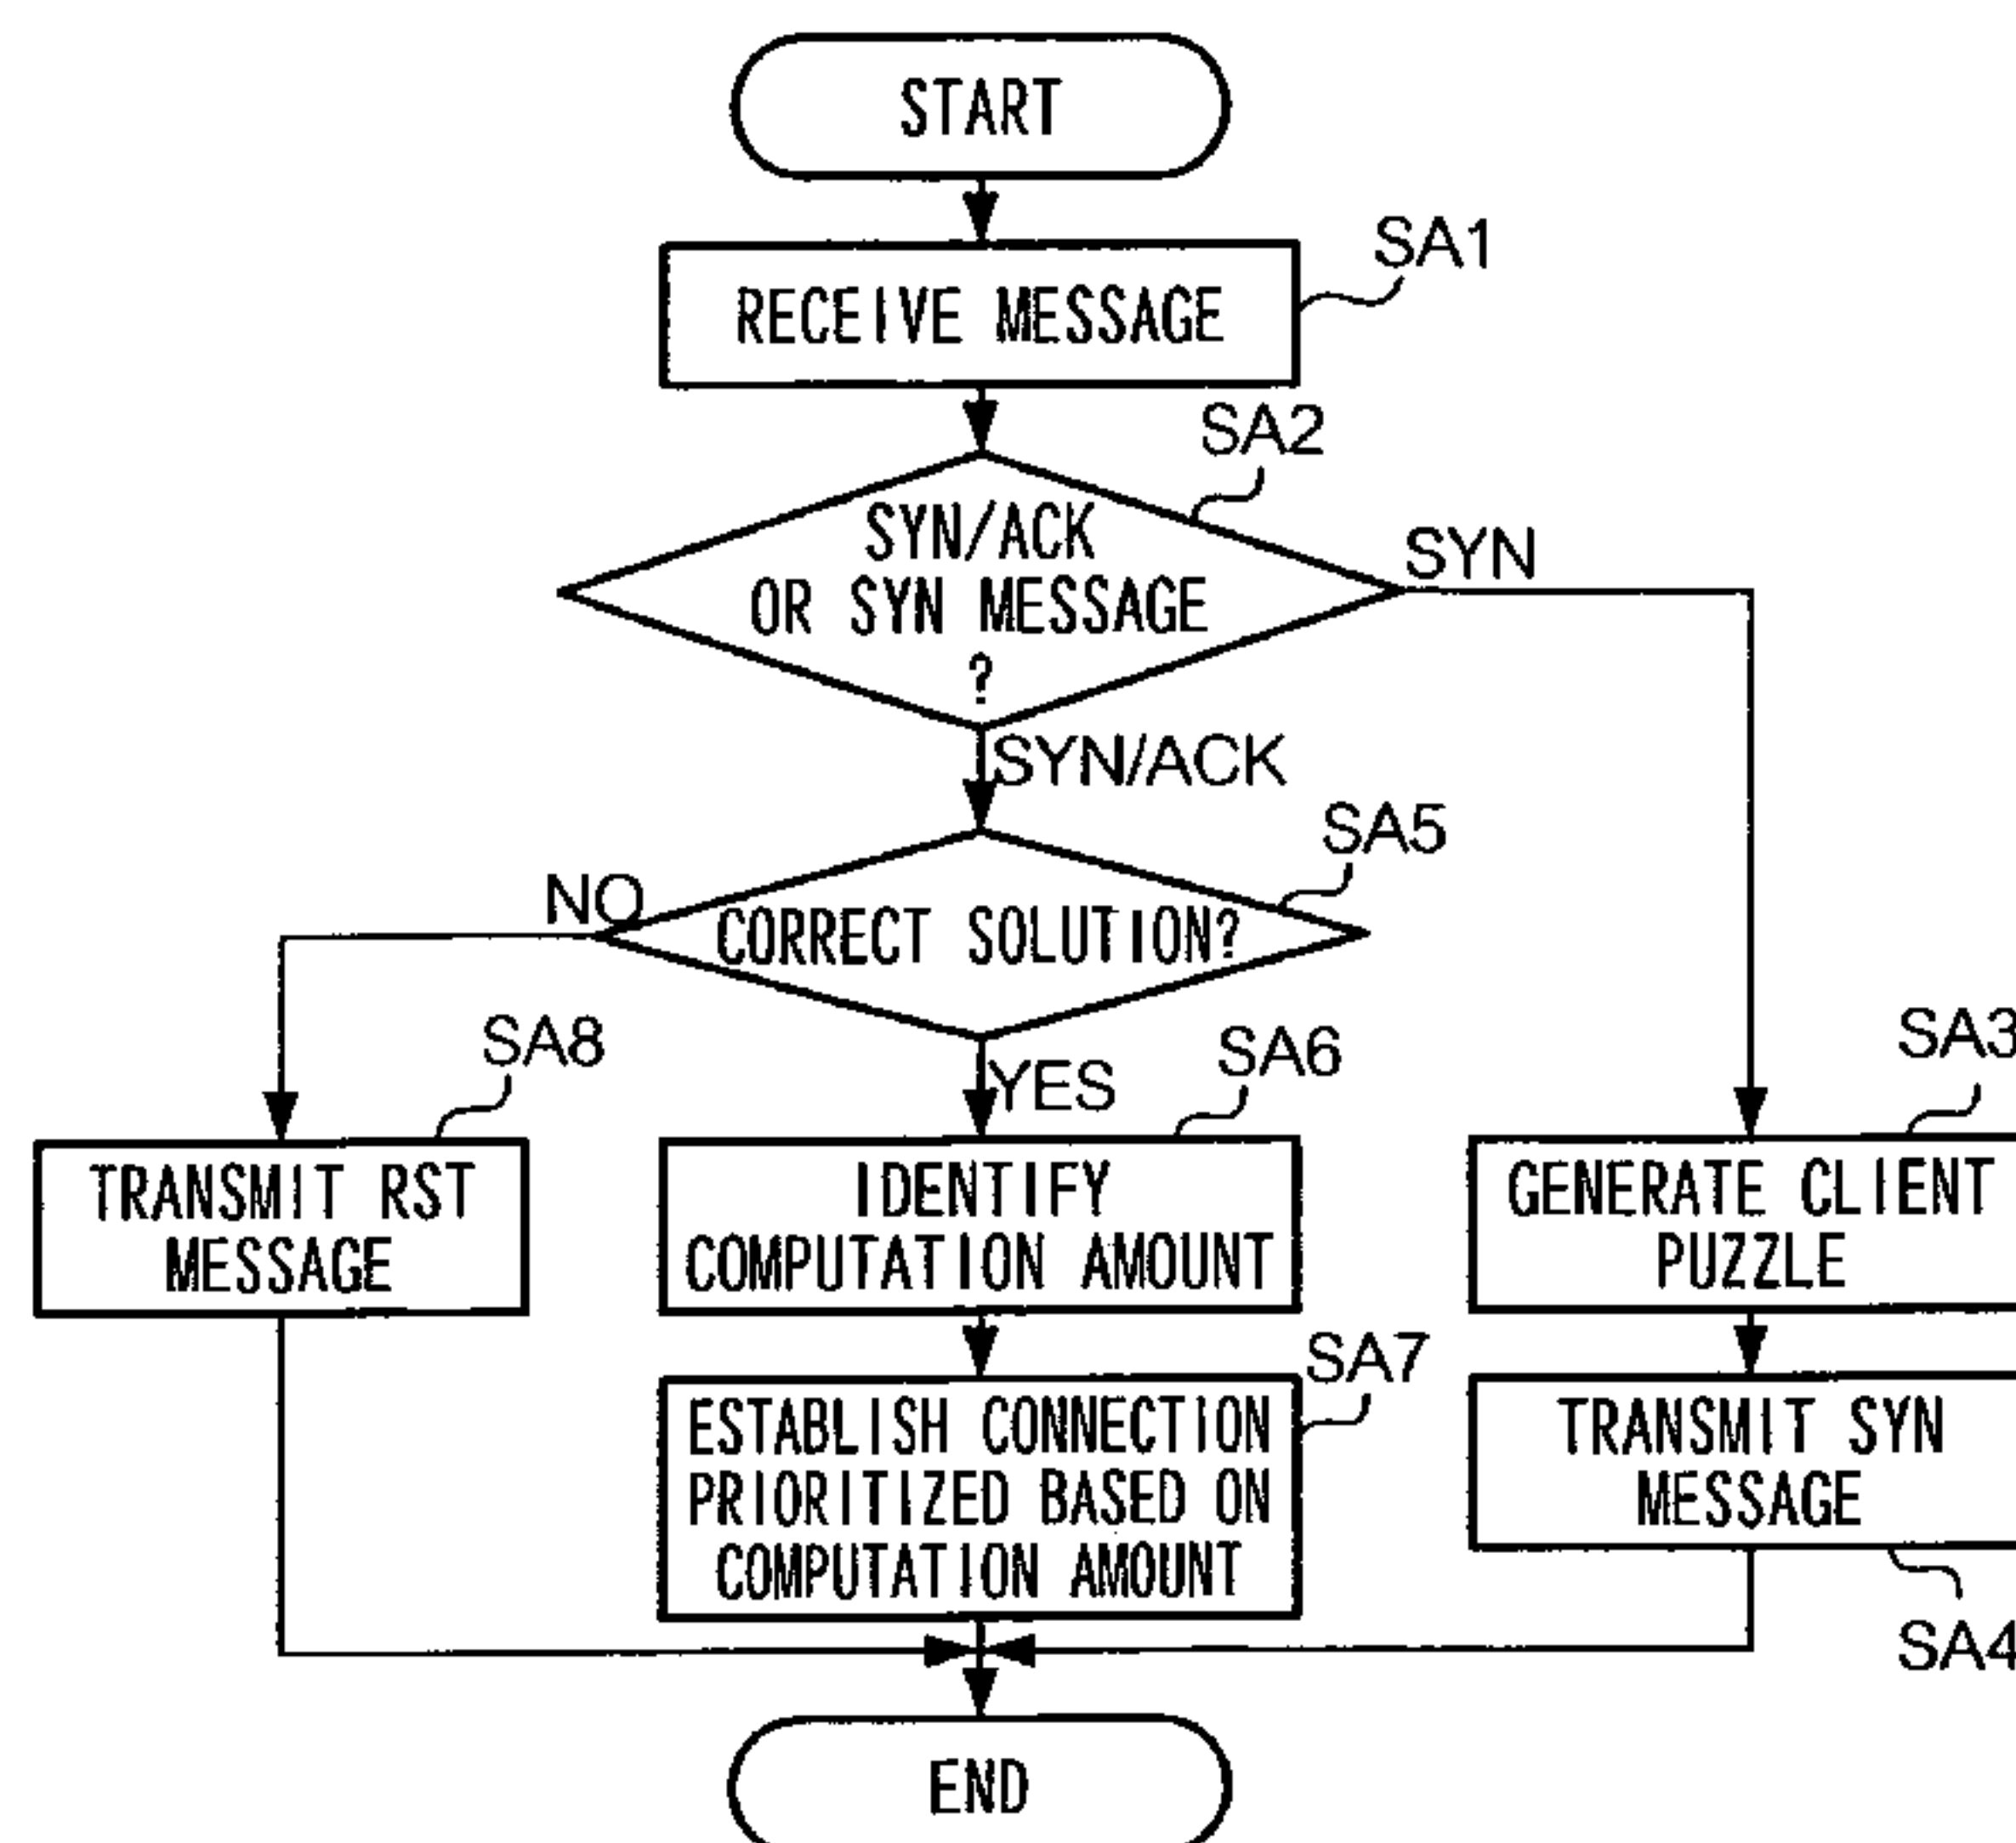 START
SA1
RECEIVE MESSAGE
SA2
SYN/ACK
OR SYN MESSAGE
?
SYN
SYN/ACK
SA5
NO
CORRECT SOLUTION?
SA8
YES
SA6
SA3
TRANSMIT RST
MESSAGE
IDENTIFY
COMPUTATION AMOUNT
GENERATE CLIENT
PUZZLE
SA7
ESTABLISH CONNECTION
PRIORITIZED BASED ON
COMPUTATION AMOUNT
TRANSMIT SYN
MESSAGE
SA4
END